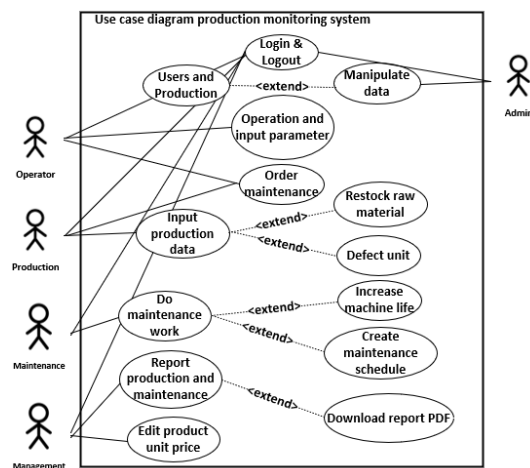 Use case diagram production monitoring system
Login &
Logout
Users and
Production
<extend>
Manipulate
data
Admin
Operation and
input parameter
Operator
Order
maintenance
Restock raw
material
Input
production
data
<extend>
<extend>
Defect unit
Production
Increase
machine life
Do
maintenance
work
<extend>
<extend>
Create
maintenance
schedule
Maintenance
Report
production and
maintenance
<extend>
Download report PDF
Edit product
unit price
Management